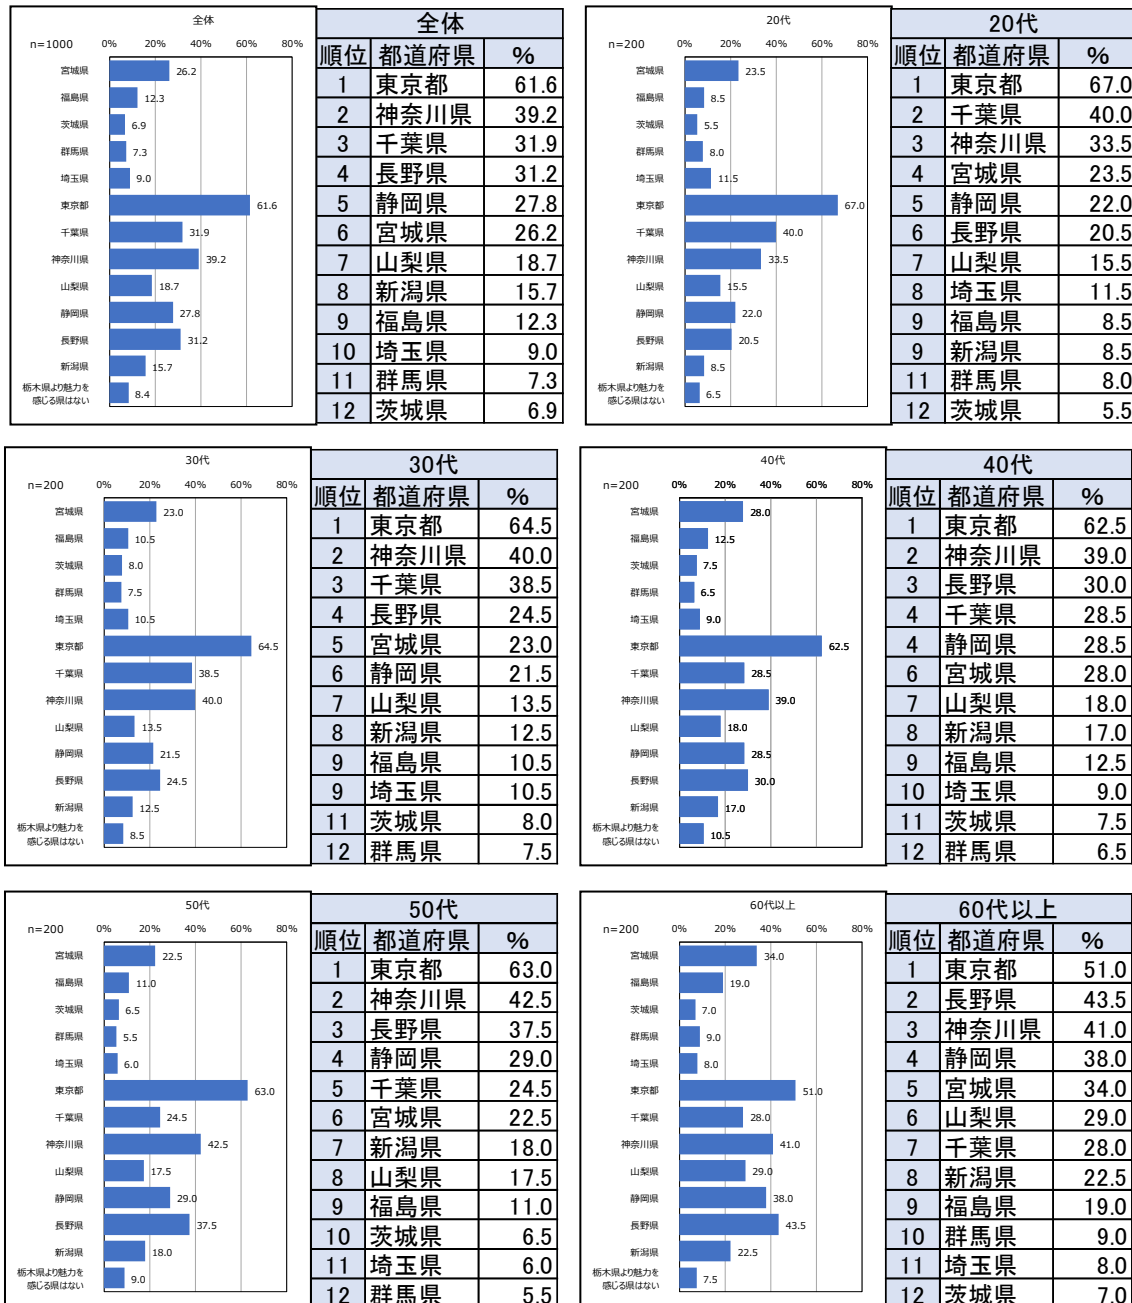 全体
n=1000
0% 20% 40% 60% 80%
宮城県 26.2
福島県 12.3
茨城県 6.9
群馬県 7.3
埼玉県 9.0
東京都 61.6
千葉県 31.9
神奈川県 39.2
山梨県 18.7
静岡県 27.8
長野県 31.2
新潟県 15.7
栃木県より魅力を
感じる県はない 8.4
全体
順位 都道府県 %
1 東京都 61.6
2 神奈川県 39.2
3 千葉県 31.9
4 長野県 31.2
5 静岡県 27.8
6 宮城県 26.2
7 山梨県 18.7
8 新潟県 15.7
9 福島県 12.3
10 埼玉県 9.0
11 群馬県 7.3
12 茨城県 6.9
20代
n=200
0% 20% 40% 60% 80%
宮城県 23.5
福島県 8.5
茨城県 5.5
群馬県 8.0
埼玉県 11.5
東京都 67.0
千葉県 40.0
神奈川県 33.5
山梨県 15.5
静岡県 22.0
長野県 20.5
新潟県 8.5
栃木県より魅力を
感じる県はない 6.5
20代
順位 都道府県 %
1 東京都 67.0
2 千葉県 40.0
3 神奈川県 33.5
4 宮城県 23.5
5 静岡県 22.0
6 長野県 20.5
7 山梨県 15.5
8 埼玉県 11.5
9 福島県 8.5
9 新潟県 8.5
11 群馬県 8.0
12 茨城県 5.5
30代
n=200
0% 20% 40% 60% 80%
宮城県 23.0
福島県 10.5
茨城県 8.0
群馬県 7.5
埼玉県 10.5
東京都 64.5
千葉県 38.5
神奈川県 40.0
山梨県 13.5
静岡県 21.5
長野県 24.5
新潟県 12.5
栃木県より魅力を
感じる県はない 8.5
30代
順位 都道府県 %
1 東京都 64.5
2 神奈川県 40.0
3 千葉県 38.5
4 長野県 24.5
5 宮城県 23.0
6 静岡県 21.5
7 山梨県 13.5
8 新潟県 12.5
9 福島県 10.5
9 埼玉県 10.5
11 茨城県 8.0
12 群馬県 7.5
40代
n=200
0% 20% 40% 60% 80%
宮城県 28.0
福島県 12.5
茨城県 7.5
群馬県 6.5
埼玉県 9.0
東京都 62.5
千葉県 28.5
神奈川県 39.0
山梨県 18.0
静岡県 28.5
長野県 30.0
新潟県 17.0
栃木県より魅力を
感じる県はない 10.5
40代
順位 都道府県 %
1 東京都 62.5
2 神奈川県 39.0
3 長野県 30.0
4 千葉県 28.5
4 静岡県 28.5
6 宮城県 28.0
7 山梨県 18.0
8 新潟県 17.0
9 福島県 12.5
10 埼玉県 9.0
11 茨城県 7.5
12 群馬県 6.5
50代
n=200
0% 20% 40% 60% 80%
宮城県 22.5
福島県 11.0
茨城県 6.5
群馬県 5.5
埼玉県 6.0
東京都 63.0
千葉県 24.5
神奈川県 42.5
山梨県 17.5
静岡県 29.0
長野県 37.5
新潟県 18.0
栃木県より魅力を
感じる県はない 9.0
50代
順位 都道府県 %
1 東京都 63.0
2 神奈川県 42.5
3 長野県 37.5
4 静岡県 29.0
5 千葉県 24.5
6 宮城県 22.5
7 新潟県 18.0
8 山梨県 17.5
9 福島県 11.0
10 茨城県 6.5
11 埼玉県 6.0
12 群馬県 5.5
60代以上
n=200
0% 20% 40% 60% 80%
宮城県 34.0
福島県 19.0
茨城県 7.0
群馬県 9.0
埼玉県 8.0
東京都 51.0
千葉県 28.0
神奈川県 41.0
山梨県 29.0
静岡県 38.0
長野県 43.5
新潟県 22.5
栃木県より魅力を
感じる県はない 7.5
60代以上
順位 都道府県 %
1 東京都 51.0
2 長野県 43.5
3 神奈川県 41.0
4 静岡県 38.0
5 宮城県 34.0
6 山梨県 29.0
7 千葉県 28.0
8 新潟県 22.5
9 福島県 19.0
10 群馬県 9.0
11 埼玉県 8.0
12 茨城県 7.0